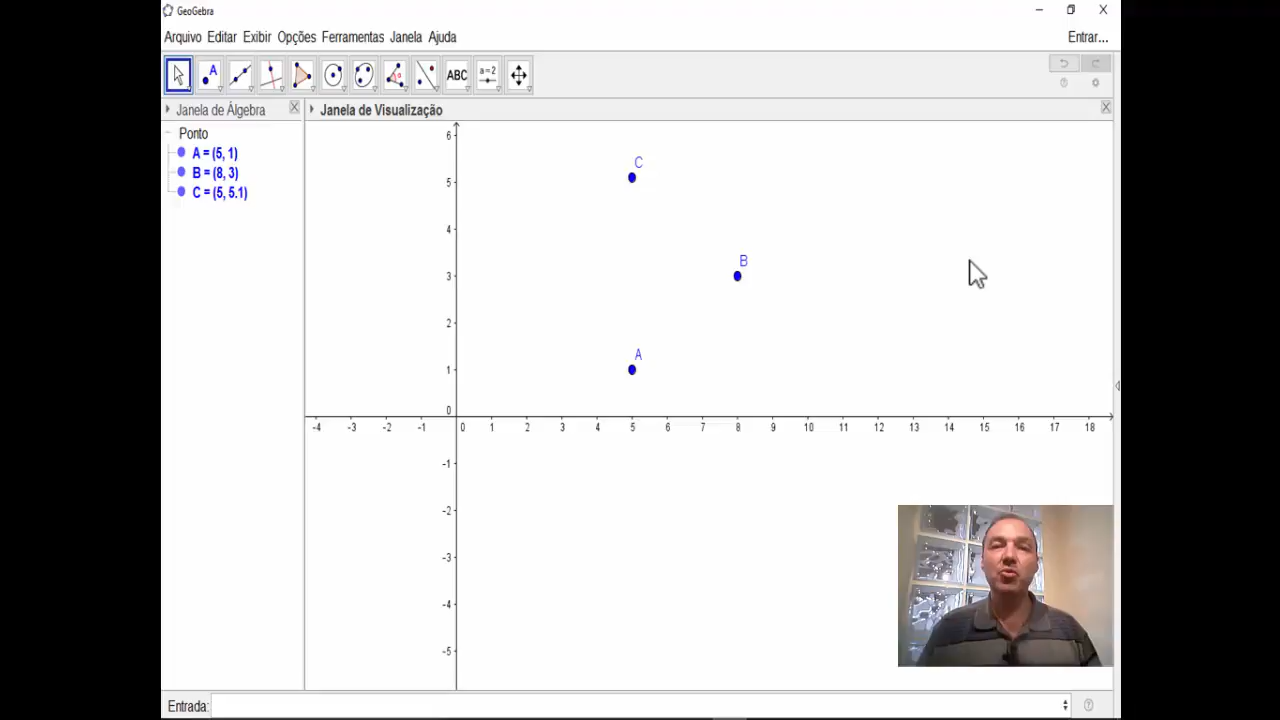 GeoGebra
Arquivo Editar Exibir Opções Ferramentas Janela Ajuda
Entrar...
A
ABC
a=2
Janela de Álgebra
Janela de Visualização
Ponto
A = (5, 1)
B = (8, 3)
C = (5, 5.1)
6
C
5
4
B
3
2
A
1
0
-4 -3 -2 -1 0 1 2 3 4 5 6 7 8 9 10 11 12 13 14 15 16 17 18
-1
-2
-3
-4
-5
Entrada: